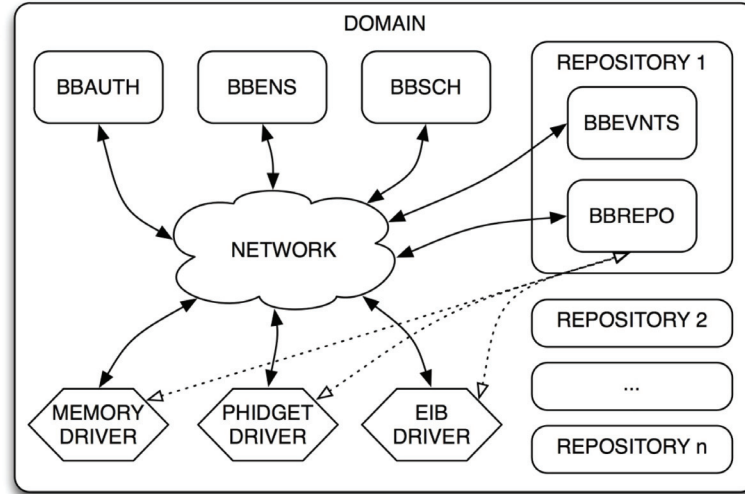 DOMAIN
BBAUTH
BBENS
BBSCH
REPOSITORY 1
BBEVNTS
BBREPO
NETWORK
MEMORY
DRIVER
PHIDGET
DRIVER
EIB
DRIVER
REPOSITORY 2
...
REPOSITORY n